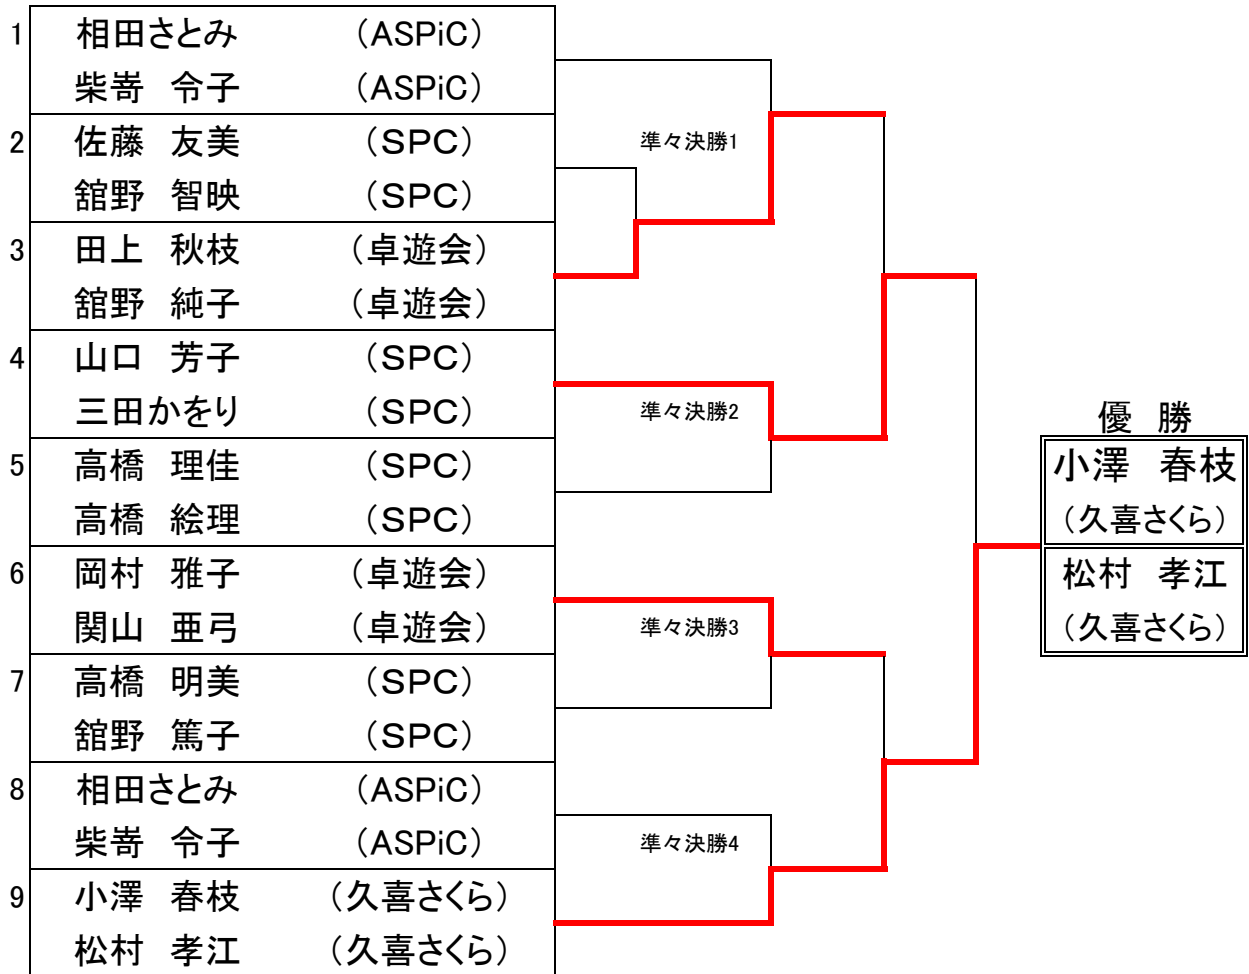 1 相田さとみ (ASPiC)
柴嵜 令子 (ASPiC)
2 佐藤 友美 (SPC)
準々決勝1
舘野 智映 (SPC)
3 田上 秋枝 (卓遊会)
舘野 純子 (卓遊会)
4 山口 芳子 (SPC)
三田かをり (SPC)
準々決勝2
優 勝
5 高橋 理佳 (SPC)
小澤 春枝
高橋 絵理 (SPC)
(久喜さくら)
6 岡村 雅子 (卓遊会)
松村 孝江
関山 亜弓 (卓遊会)
準々決勝3
(久喜さくら)
7 高橋 明美 (SPC)
舘野 篤子 (SPC)
8 相田さとみ (ASPiC)
柴嵜 令子 (ASPiC)
準々決勝4
9 小澤 春枝 (久喜さくら)
松村 孝江 (久喜さくら)